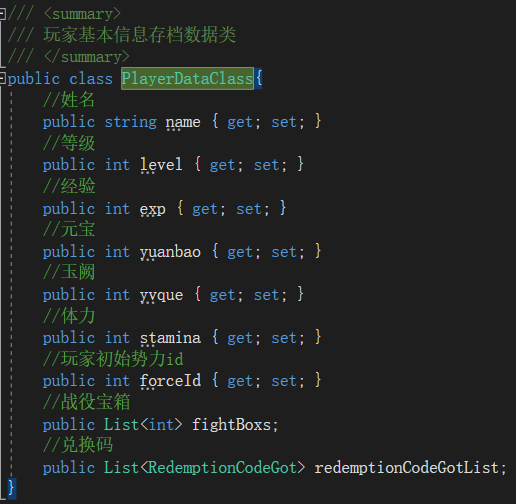 /// <summary>
/// 玩家基本信息存档数据类
/// </summary>
public class PlayerDataClass{
//姓名
public string name { get; set; }
//等级
public int level { get; set; }
//经验
public int exp { get; set; }
//元宝
public int yuanbao { get; set; }
//玉阙
public int yvque { get; set; }
//体力
public int stamina { get; set; }
//玩家初始势力id
public int forceId { get; set; }
//战役宝箱
public List<int> fightBoxs;
//兑换码
public List<RedemptionCodeGot> redemptionCodeGotList;
}